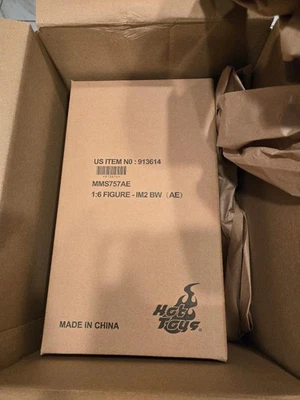 US ITEM NO : 913614
MMS757AE
1:6 FIGURE - IM2 BW (AE)
Hot
Toys
MADE IN CHINA